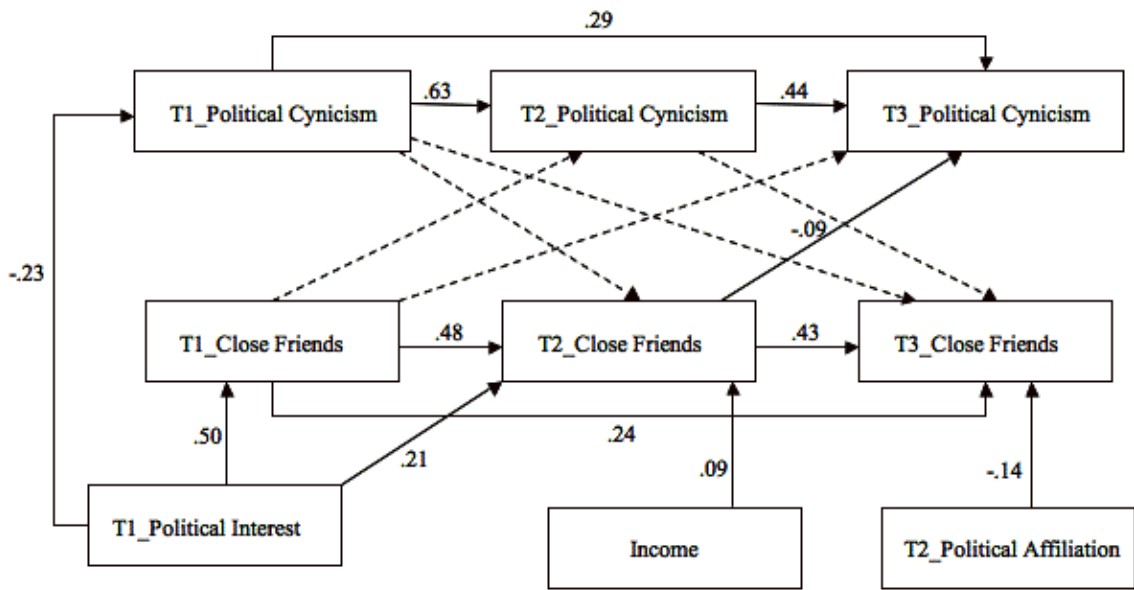 .29
T1_Political Cynicism
.63
T2_Political Cynicism
.44
T3_Political Cynicism
-.09
-.23
T1_Close Friends
.48
T2_Close Friends
.43
T3_Close Friends
.50
.21
.24
.09
-.14
T1_Political Interest
Income
T2_Political Affiliation